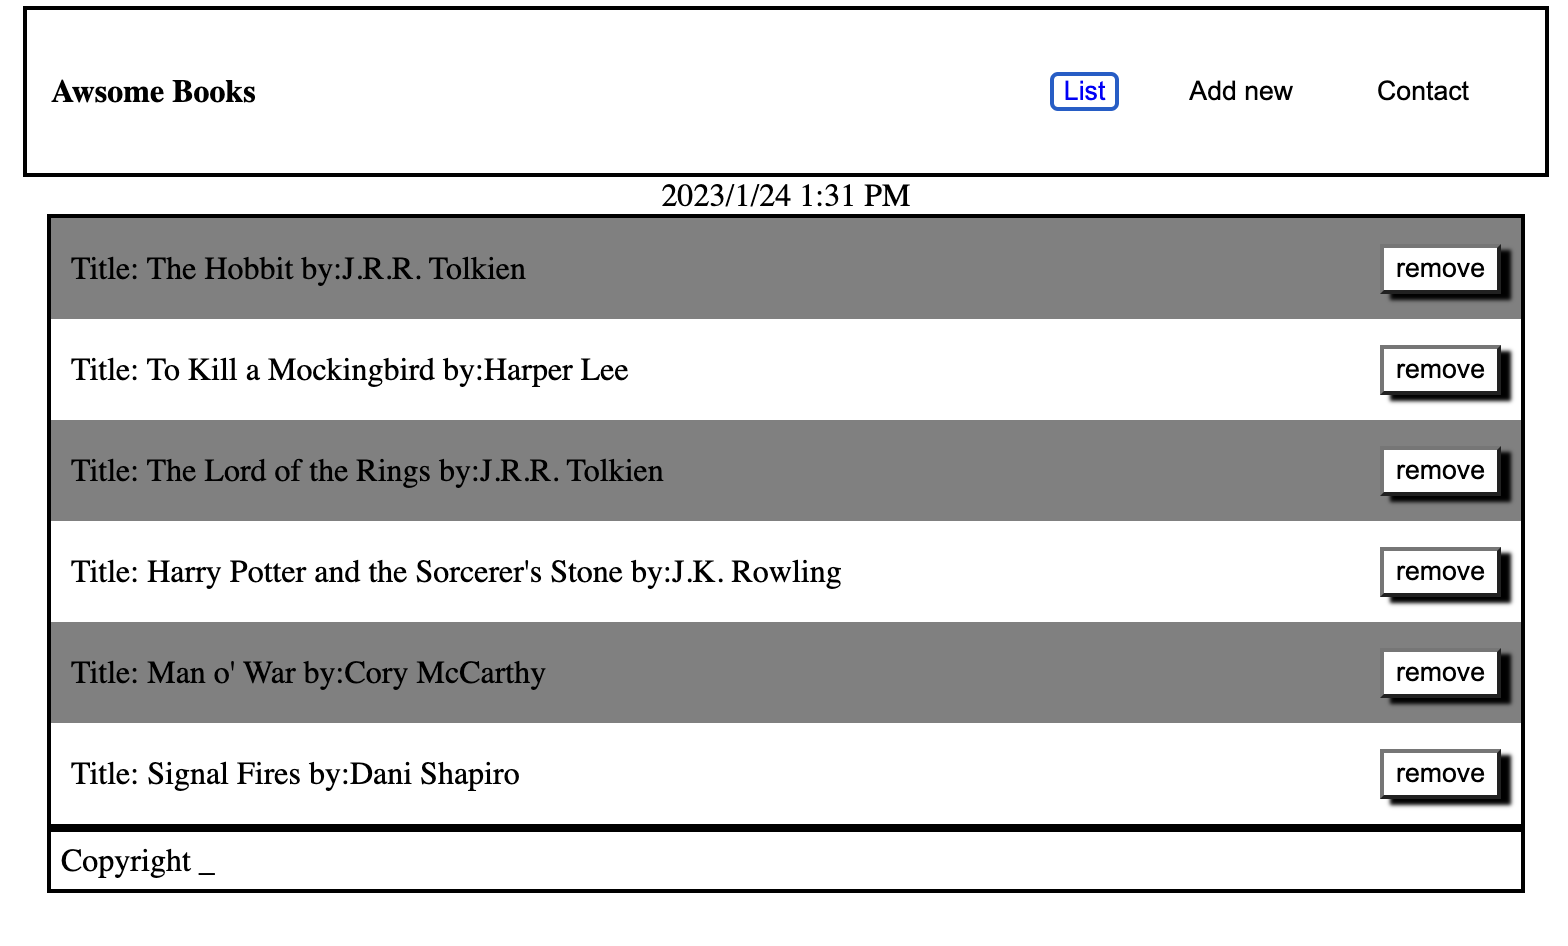 Awsome Books List Add new Contact
2023/1/24 1:31 PM
Title: The Hobbit by:J.R.R. Tolkien remove
Title: To Kill a Mockingbird by:Harper Lee remove
Title: The Lord of the Rings by:J.R.R. Tolkien remove
Title: Harry Potter and the Sorcerer's Stone by:J.K. Rowling remove
Title: Man o' War by:Cory McCarthy remove
Title: Signal Fires by:Dani Shapiro remove
Copyright _